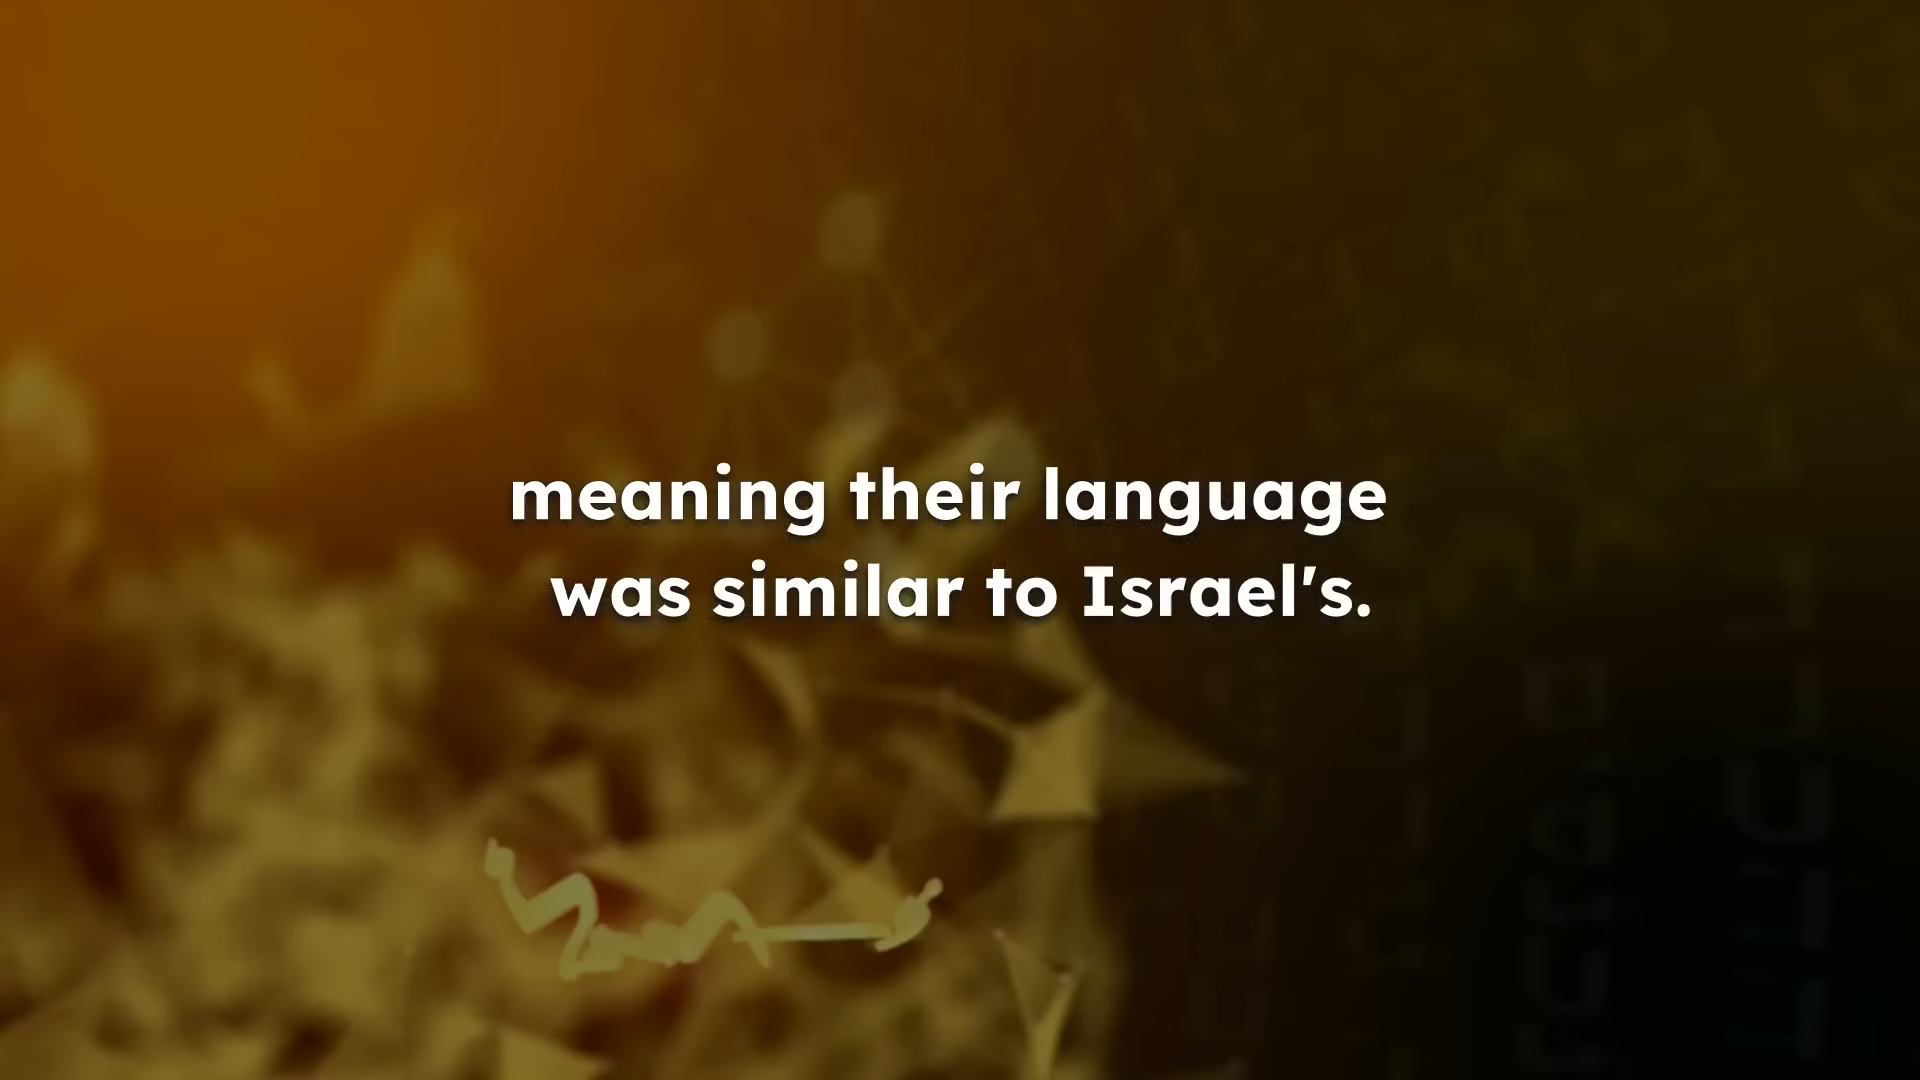 meaning their language
was similar to Israel's.